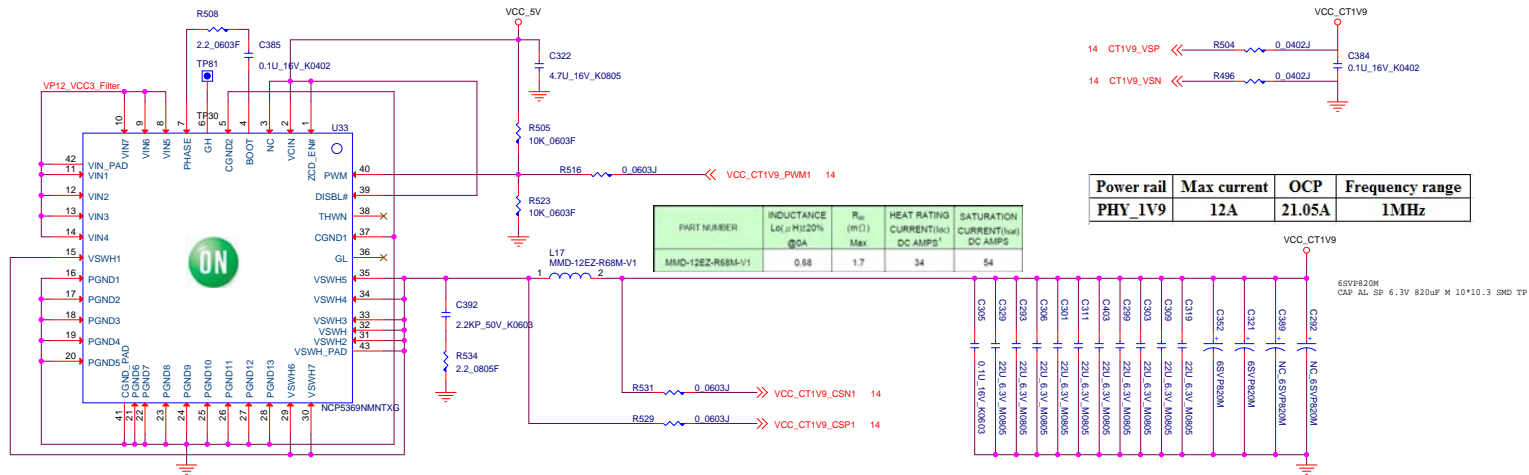 R508
2.2_0603F
C385
0.1U_16V_K0402
TP81
TP30
VCC_5V
C322
4.7U_16V_K0805
14 CT1V9_VSP
R504
0_0402J
14 CT1V9_VSN
R496
0_0402J
VCC_CT1V9
C384
0.1U_16V_K0402
VP12_VCC3_Filter
U33
10 VIN7
9 VIN6
8 VIN5
7 PHASE
6 GH
5 CGND2
4 BOOT
3 NC
2 VCIN
1 ZCD_EN#
42 VIN_PAD
11 VIN1
12 VIN2
13 VIN3
14 VIN4
15 VSWH1
16 PGND1
17 PGND2
18 PGND3
19 PGND4
20 PGND5
ON
PWM 40
DISBL# 39
THWN 38
CGND1 37
GL 36
VSWH5 35
VSWH4 34
VSWH3 33
VSWH 32
VSWH2 31
VSWH_PAD 43
CGND_PAD 41
PGND6 21
PGND7 22
PGND8 23
PGND9 24
PGND10 25
PGND11 26
PGND12 27
PGND13 28
VSWH6 29
VSWH7 30
NCP5369NMNTXG
R505
10K_0603F
R516
0_0603J
VCC_CT1V9_PWM1 14
R523
10K_0603F
L17
MMD-12EZ-R68M-V1
1 2
C392
2.2KP_50V_K0603
R534
2.2_0805F
R531
0_0603J
VCC_CT1V9_CSN1 14
R529
0_0603J
VCC_CT1V9_CSP1 14
PART NUMBER INDUCTANCE Lo(μH)±20% @0A Rdc (mΩ) Max HEAT RATING CURRENT(Idc) DC AMPS¹ SATURATION CURRENT(Isat) DC AMPS
MMD-12EZ-R68M-V1 0.68 1.7 34 54
Power rail Max current OCP Frequency range
PHY_1V9 12A 21.05A 1MHz
VCC_CT1V9
6SVP820M
CAP AL SP 6.3V 820uF M 10*10.3 SMD TP
C305 0.1U_16V_K0603
C329 22U_6.3V_M0805
C293 22U_6.3V_M0805
C306 22U_6.3V_M0805
C301 22U_6.3V_M0805
C311 22U_6.3V_M0805
C403 22U_6.3V_M0805
C299 22U_6.3V_M0805
C303 22U_6.3V_M0805
C309 22U_6.3V_M0805
C319 22U_6.3V_M0805
C352 + 6SVP820M
C321 + 6SVP820M
C389 + NC_6SVP820M
C292 + NC_6SVP820M